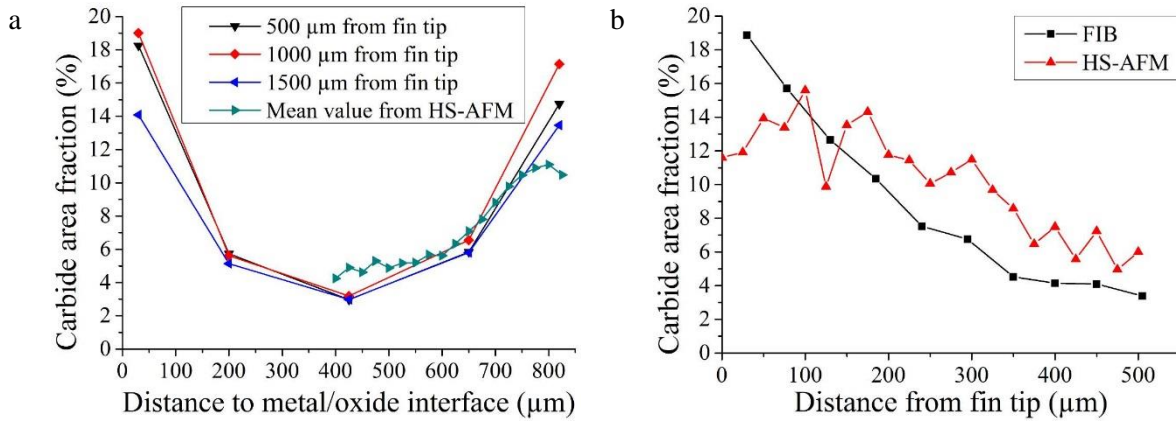 a
20
18
16
14
12
10
8
6
4
2
0
Carbide area fraction (%)
500 µm from fin tip
1000 µm from fin tip
1500 µm from fin tip
Mean value from HS-AFM
0 100 200 300 400 500 600 700 800
Distance to metal/oxide interface (µm)
b
20
18
16
14
12
10
8
6
4
2
0
Carbide area fraction (%)
FIB
HS-AFM
0 100 200 300 400 500
Distance from fin tip (µm)